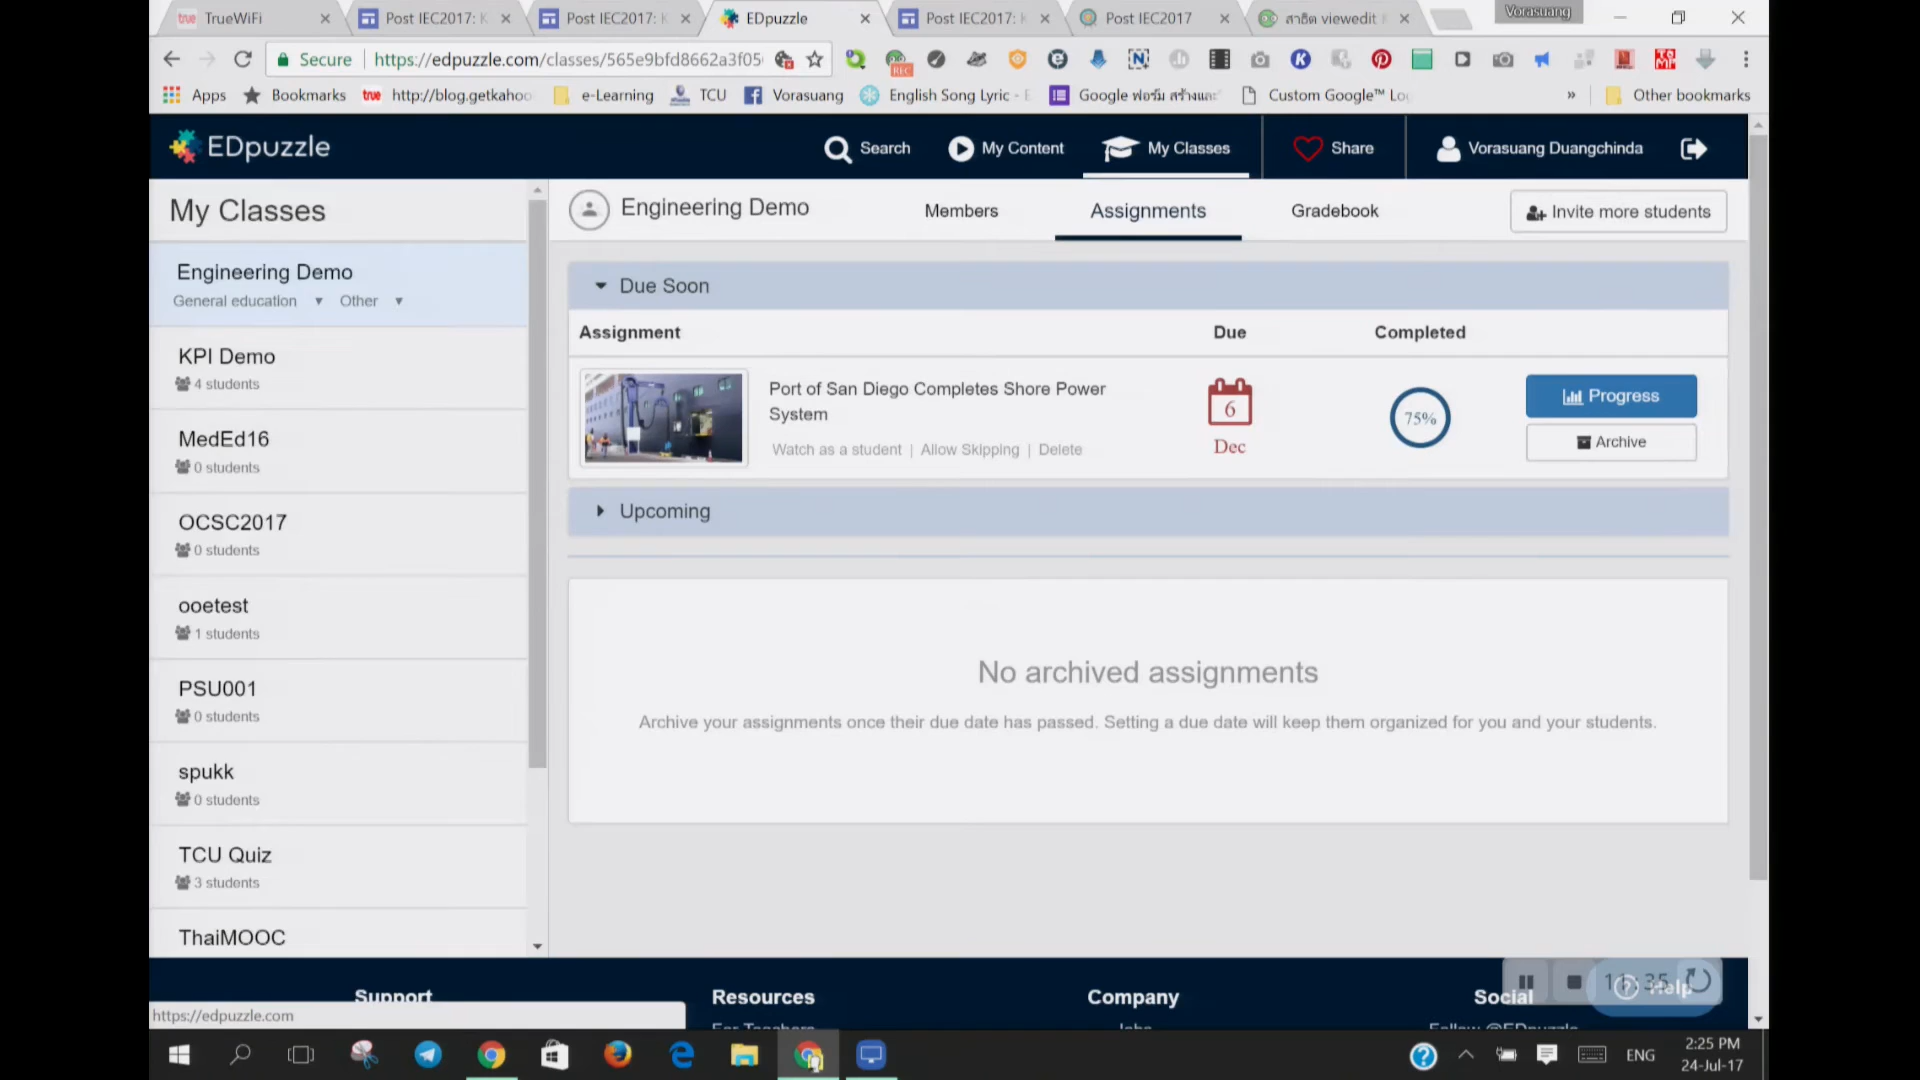 true TrueWiFi
Post IEC2017: K
Post IEC2017: K
EDpuzzle
Post IEC2017: K
Post IEC2017
สาธิต viewedit
Vorasuang
Secure https://edpuzzle.com/classes/565e9bfd8662a3f05
REC
Apps
Bookmarks
true http://blog.getkahoo
e-Learning
TCU
Vorasuang
English Song Lyric -
Google ฟอร์ม สร้างและ
Custom Google™ Lo
»
Other bookmarks
EDpuzzle
Search
My Content
My Classes
Share
Vorasuang Duangchinda
My Classes
Engineering Demo
General education
Other
KPI Demo
4 students
MedEd16
0 students
OCSC2017
0 students
ooetest
1 students
PSU001
0 students
spukk
0 students
TCU Quiz
3 students
ThaiMOOC
Engineering Demo
Members
Assignments
Gradebook
Invite more students
Due Soon
Assignment
Due
Completed
Port of San Diego Completes Shore Power
System
Watch as a student | Allow Skipping | Delete
6
Dec
75%
Progress
Archive
Upcoming
No archived assignments
Archive your assignments once their due date has passed. Setting a due date will keep them organized for you and your students.
Support
Resources
Company
Social
Help
For Teachers
Jobs
Follow @EDpuzzle
https://edpuzzle.com
ENG
2:25 PM
24-Jul-17